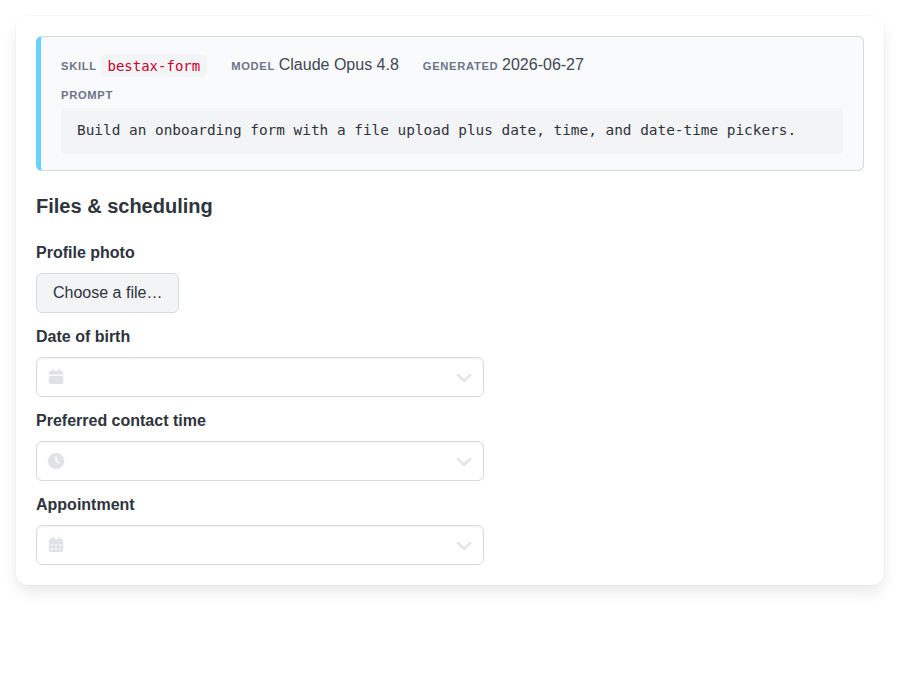 SKILL bestax-form MODEL Claude Opus 4.8 GENERATED 2026-06-27
PROMPT
Build an onboarding form with a file upload plus date, time, and date-time pickers.
Files & scheduling
Profile photo
Choose a file…
Date of birth
Preferred contact time
Appointment